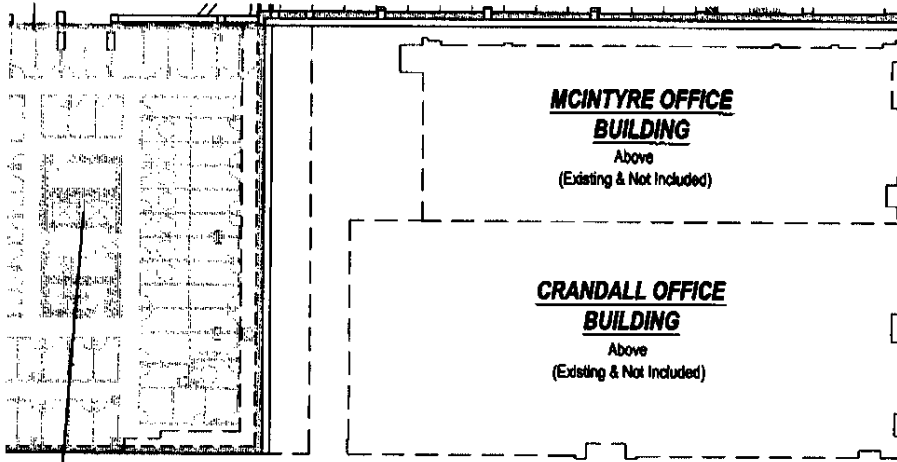 MCINTYRE OFFICE
BUILDING
Above
(Existing & Not Included)
CRANDALL OFFICE
BUILDING
Above
(Existing & Not Included)